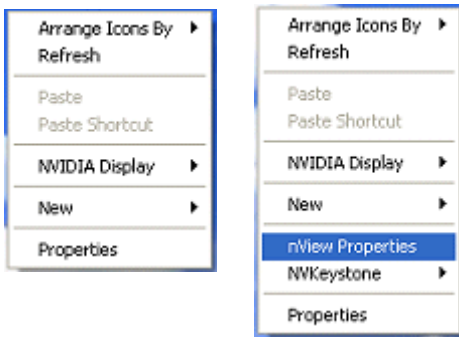 Arrange Icons By
Refresh
Paste
Paste Shortcut
NVIDIA Display
New
Properties
Arrange Icons By
Refresh
Paste
Paste Shortcut
NVIDIA Display
New
nView Properties
NVKeystone
Properties